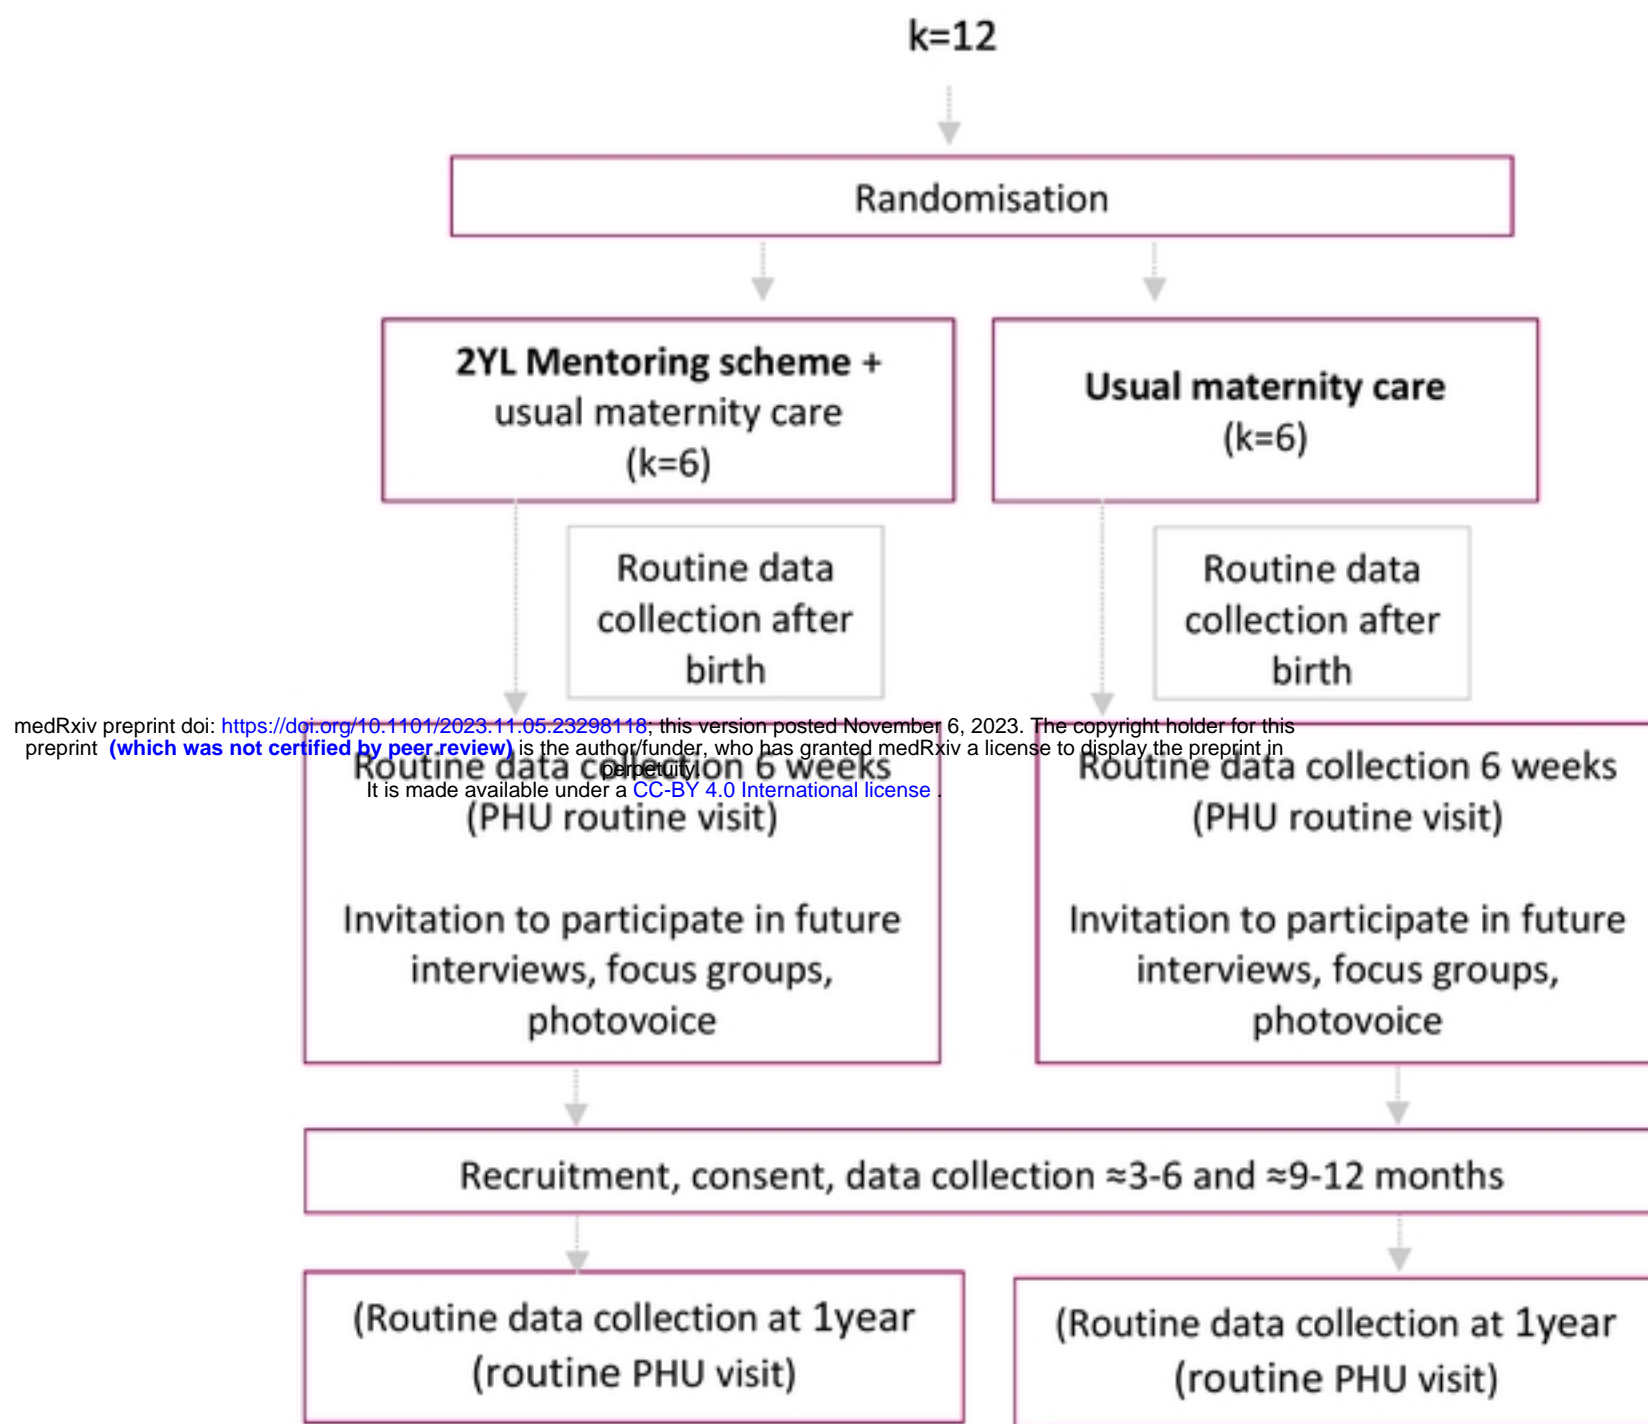 k=12
Randomisation
2YL Mentoring scheme +
usual maternity care
(k=6)
Usual maternity care
(k=6)
Routine data
collection after
birth
Routine data
collection after
birth
medRxiv preprint doi: https://doi.org/10.1101/2023.11.05.23298118; this version posted November 6, 2023. The copyright holder for this
preprint (which was not certified by peer review) is the author/funder, who has granted medRxiv a license to display the preprint in
perpetuity.
It is made available under a CC-BY 4.0 International license .
Routine data collection 6 weeks
(PHU routine visit)
Invitation to participate in future
interviews, focus groups,
photovoice
Routine data collection 6 weeks
(PHU routine visit)
Invitation to participate in future
interviews, focus groups,
photovoice
Recruitment, consent, data collection ≈3-6 and ≈9-12 months
(Routine data collection at 1year
(routine PHU visit)
(Routine data collection at 1year
(routine PHU visit)